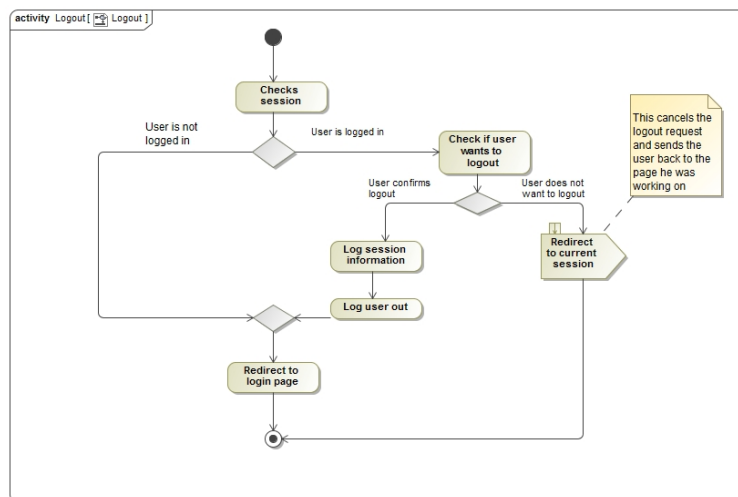 activity Logout [ Logout ]
Checks
session
User is not
logged in
User is logged in
Check if user
wants to
logout
This cancels the
logout request
and sends the
user back to the
page he was
working on
User confirms
logout
User does not
want to logout
Log session
information
Redirect
to current
session
Log user out
Redirect to
login page